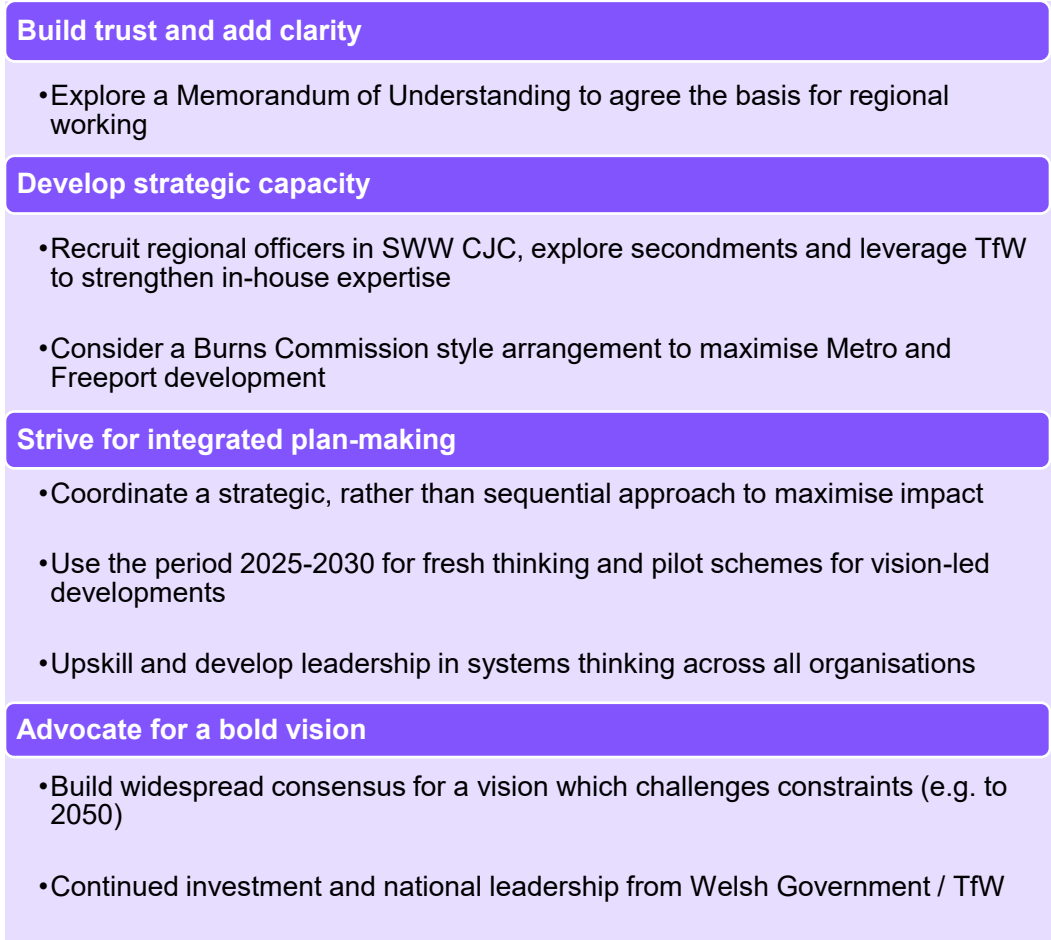 Build trust and add clarity
•Explore a Memorandum of Understanding to agree the basis for regional
working
Develop strategic capacity
•Recruit regional officers in SWW CJC, explore secondments and leverage TfW
to strengthen in-house expertise
•Consider a Burns Commission style arrangement to maximise Metro and
Freeport development
Strive for integrated plan-making
•Coordinate a strategic, rather than sequential approach to maximise impact
•Use the period 2025-2030 for fresh thinking and pilot schemes for vision-led
developments
•Upskill and develop leadership in systems thinking across all organisations
Advocate for a bold vision
•Build widespread consensus for a vision which challenges constraints (e.g. to
2050)
•Continued investment and national leadership from Welsh Government / TfW